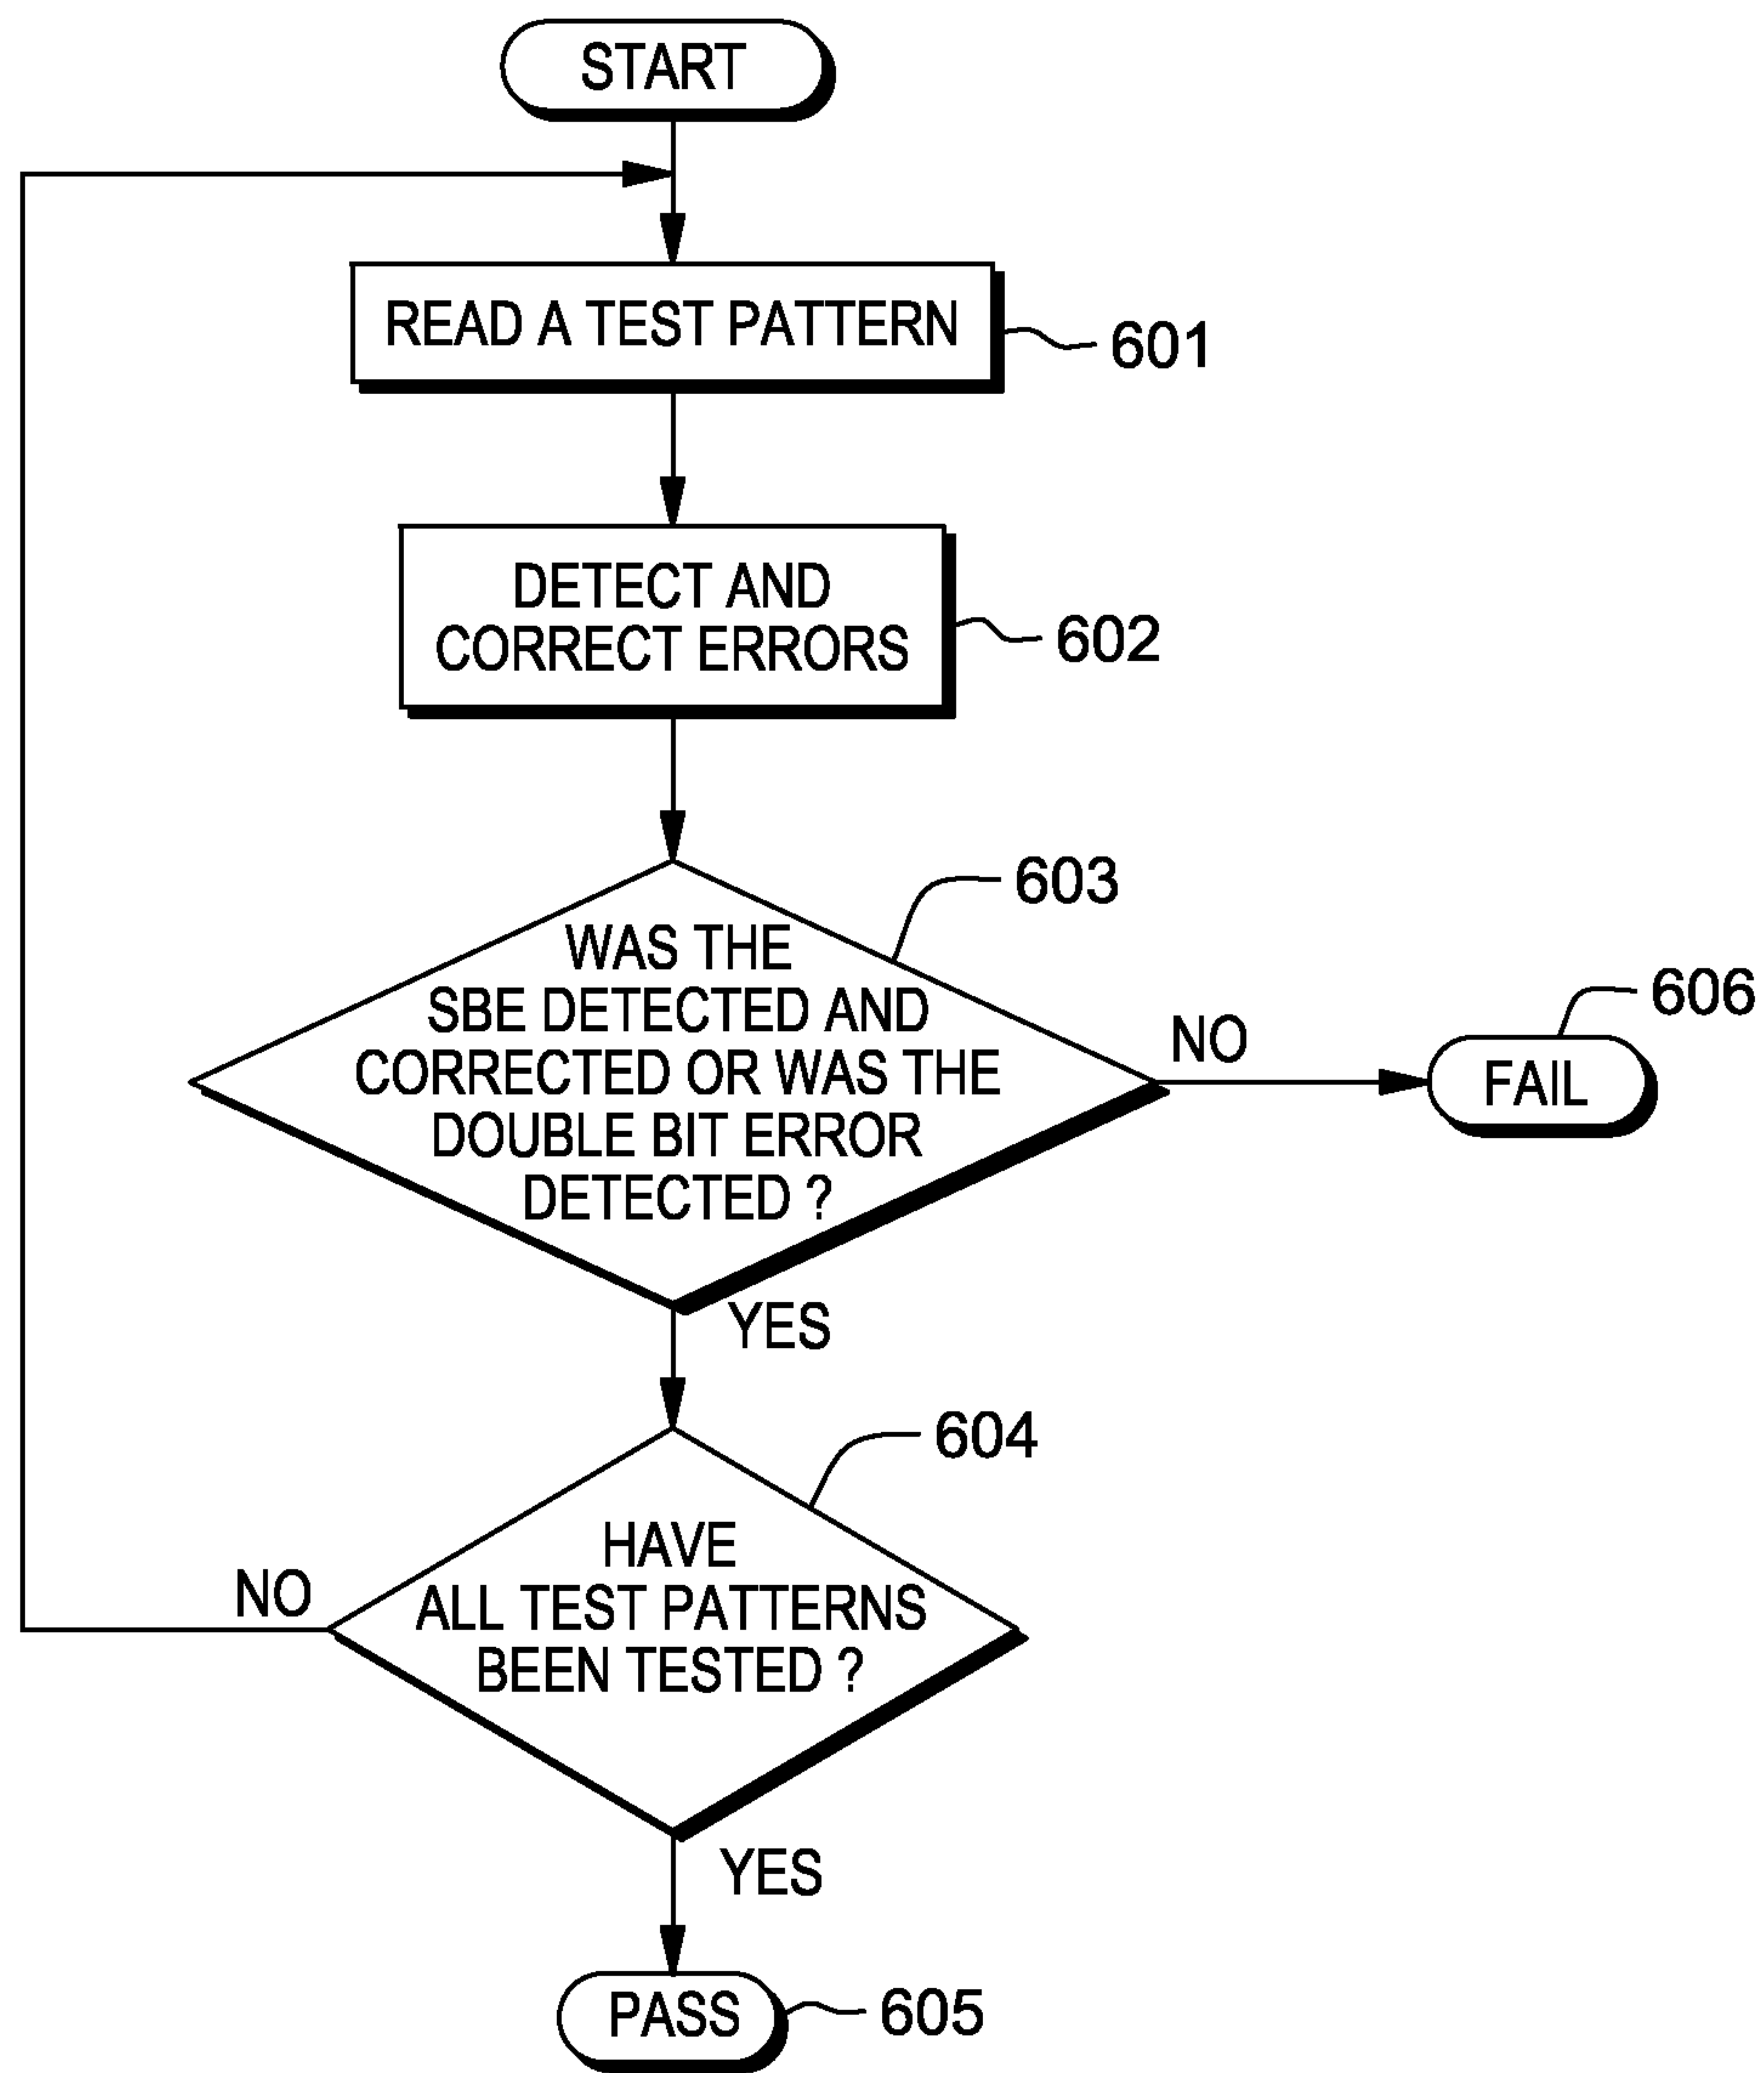 START
READ A TEST PATTERN
601
DETECT AND
CORRECT ERRORS
602
603
WAS THE
SBE DETECTED AND
CORRECTED OR WAS THE
DOUBLE BIT ERROR
DETECTED ?
NO
606
FAIL
YES
604
HAVE
ALL TEST PATTERNS
BEEN TESTED ?
NO
YES
PASS
605